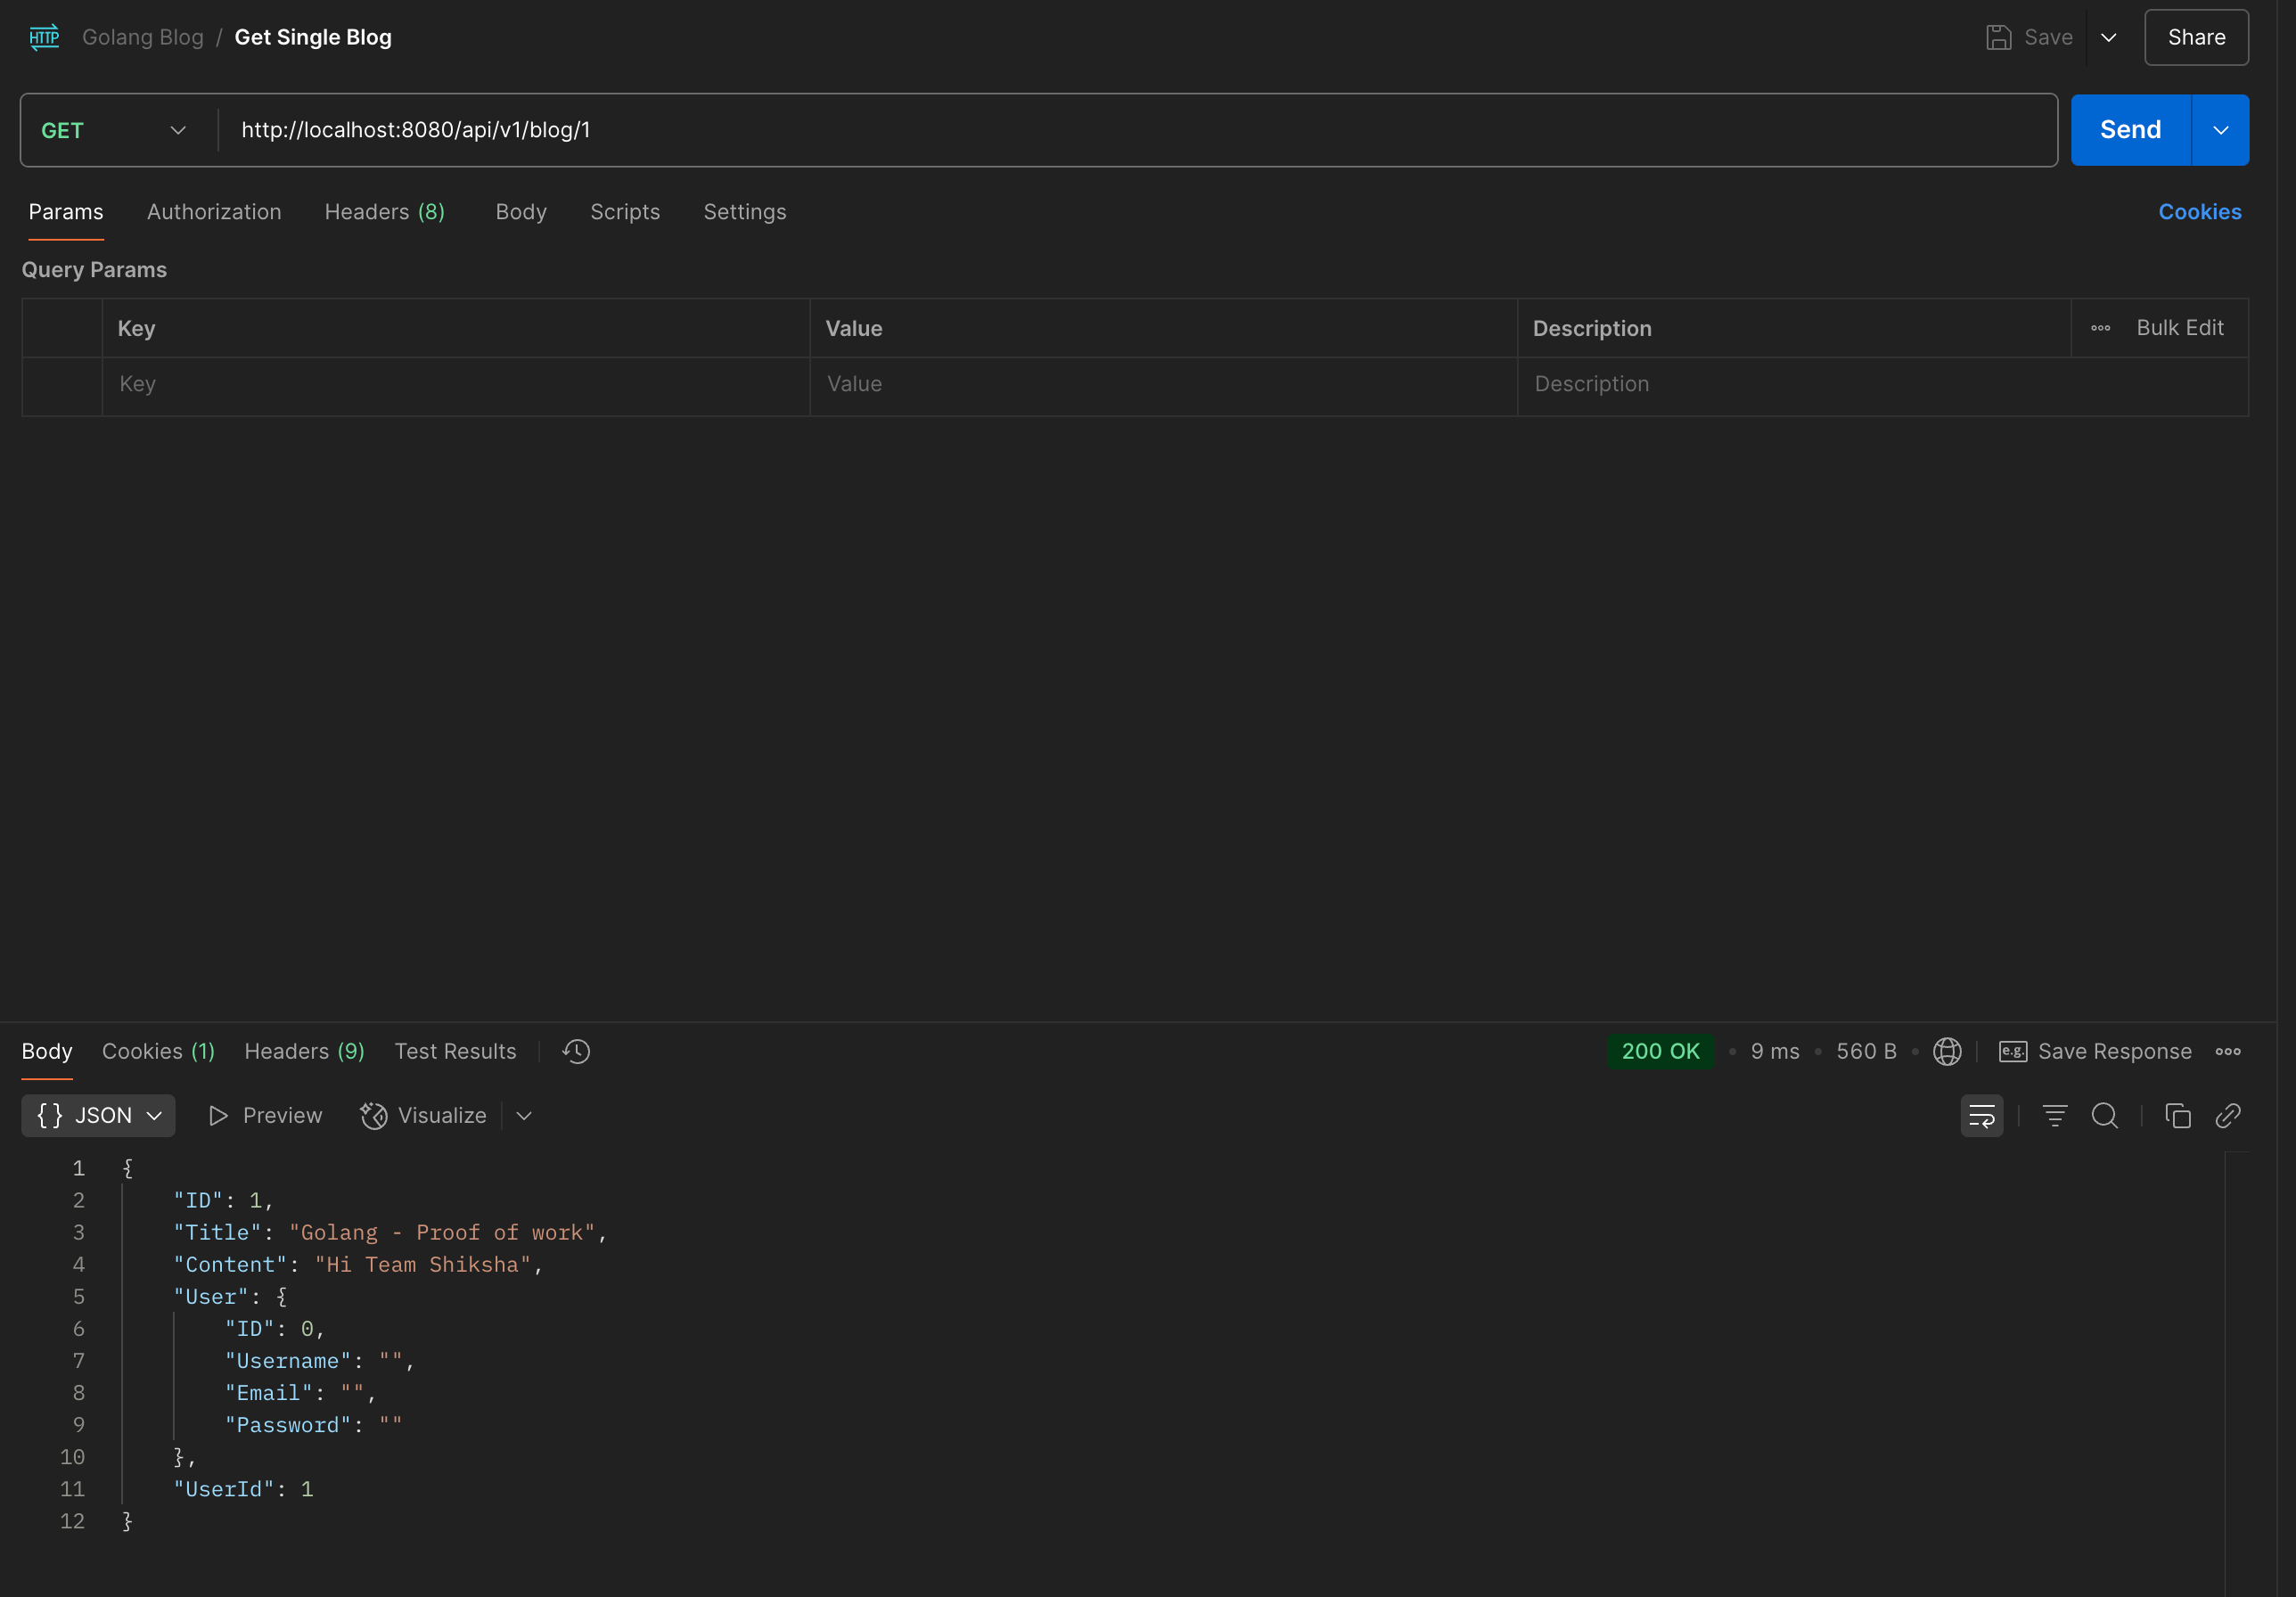 HTTP Golang Blog / Get Single Blog Save Share
GET http://localhost:8080/api/v1/blog/1 Send
Params Authorization Headers (8) Body Scripts Settings Cookies
Query Params
Key Value Description Bulk Edit
Key Value Description
Body Cookies (1) Headers (9) Test Results 200 OK • 9 ms • 560 B • e.g. Save Response
{} JSON Preview Visualize
1 {
2 "ID": 1,
3 "Title": "Golang - Proof of work",
4 "Content": "Hi Team Shiksha",
5 "User": {
6 "ID": 0,
7 "Username": "",
8 "Email": "",
9 "Password": ""
10 },
11 "UserId": 1
12 }